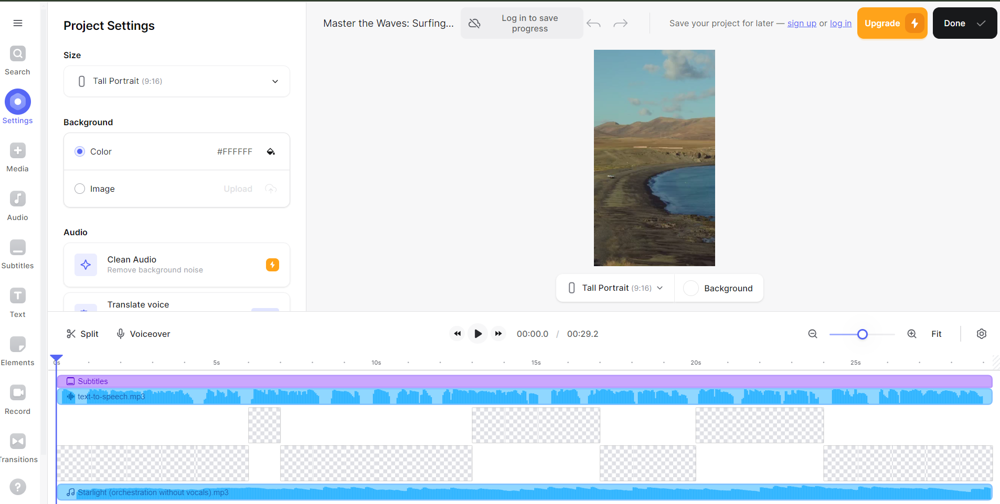 Search
Settings
Media
Audio
Subtitles
Text
Elements
Record
Transitions
?
Project Settings
Size
Tall Portrait (9:16)
Background
Color #FFFFFF
Image Upload
Audio
Clean Audio
Remove background noise
Translate voice
Master the Waves: Surfing...
Log in to save
progress
Save your project for later — sign up or log in
Upgrade
Done
Tall Portrait (9:16)
Background
Split
Voiceover
00:00.0 / 00:29.2
Fit
0s 5s 10s 15s 20s 25s
Subtitles
text-to-speech.mp3
Starlight (orchestration without vocals).mp3